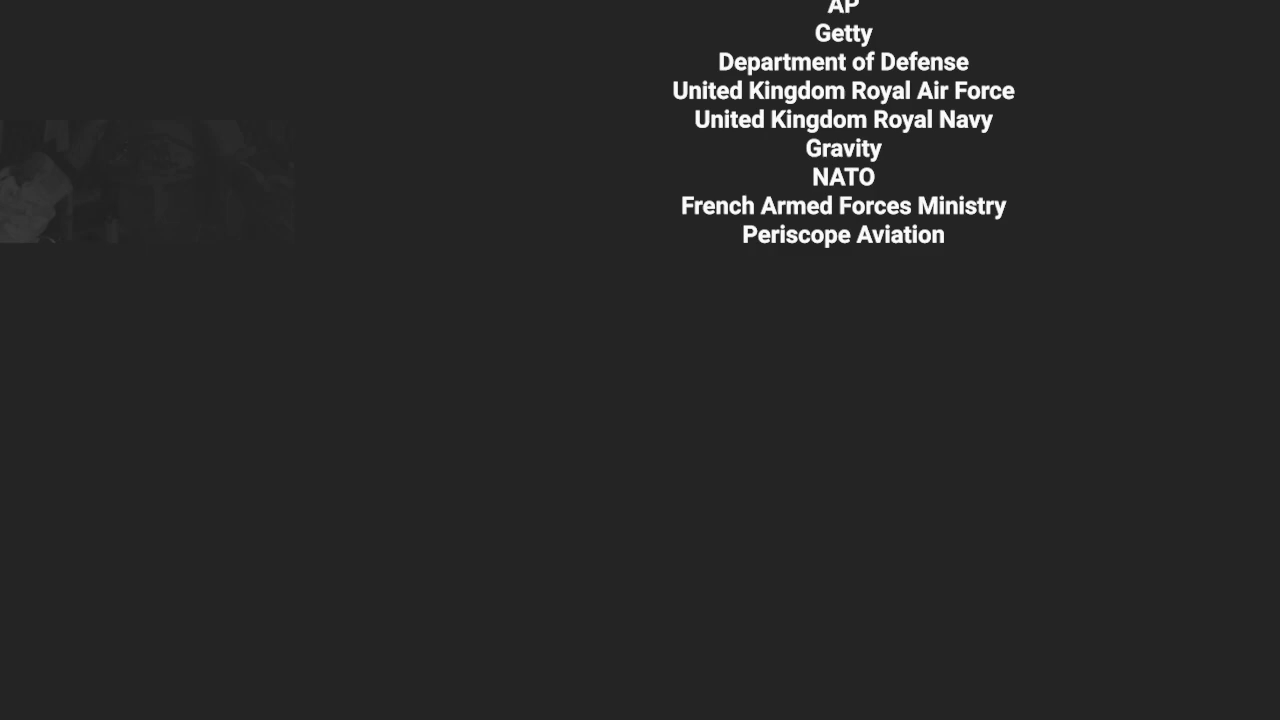 AP
Getty
Department of Defense
United Kingdom Royal Air Force
United Kingdom Royal Navy
Gravity
NATO
French Armed Forces Ministry
Periscope Aviation